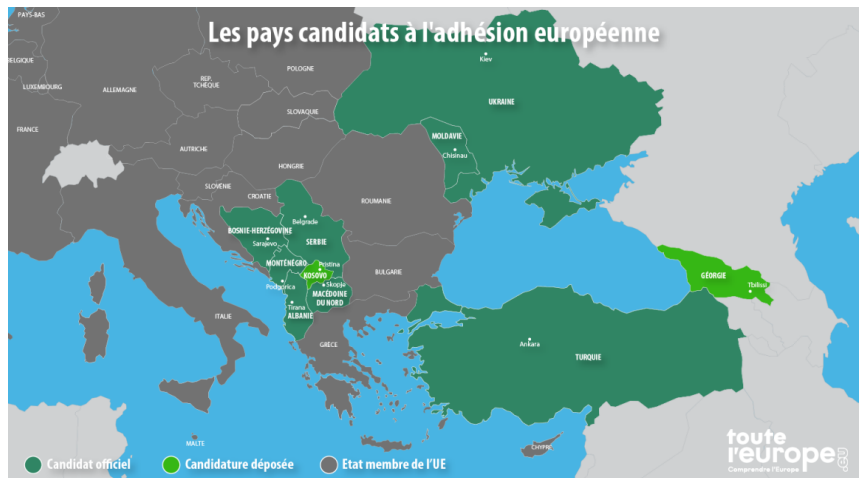 Les pays candidats à l'adhésion européenne
PAYS-BAS
BELGIQUE
LUXEMBOURG
ALLEMAGNE
RÉP.
TCHÈQUE
POLOGNE
Kiev
UKRAINE
SLOVAQUIE
FRANCE
MOLDAVIE
Chisinau
AUTRICHE
HONGRIE
SLOVÉNIE
CROATIE
ROUMANIE
Belgrade
BOSNIE-HERZÉGOVINE
Sarajevo
SERBIE
MONTÉNÉGRO
Pristina
KOSOVO
BULGARIE
GÉORGIE
Tbilissi
Podgorica
Skopje
MACÉDOINE
DU NORD
Tirana
ALBANIE
ITALIE
GRÈCE
Ankara
TURQUIE
MALTE
CHYPRE
toute
l'europe.eu
Comprendre l'Europe
Candidat officiel
Candidature déposée
Etat membre de l'UE